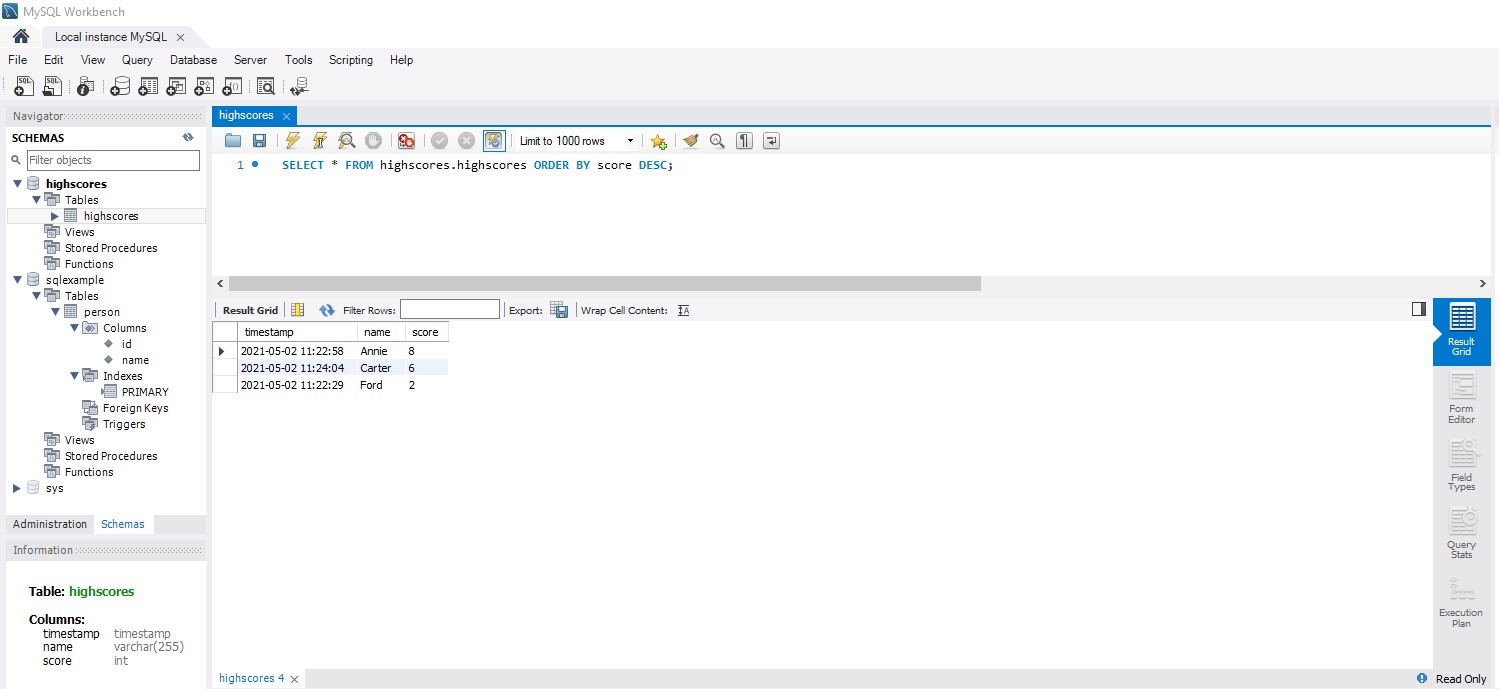 MySQL Workbench
Local instance MySQL
File Edit View Query Database Server Tools Scripting Help
Navigator
SCHEMAS
Filter objects
highscores
Tables
highscores
Views
Stored Procedures
Functions
sqlexample
Tables
person
Columns
id
name
Indexes
PRIMARY
Foreign Keys
Triggers
Views
Stored Procedures
Functions
sys
Administration Schemas
Information
Table: highscores
Columns:
timestamp timestamp
name varchar(255)
score int
highscores
Limit to 1000 rows
1 SELECT * FROM highscores.highscores ORDER BY score DESC;
Result Grid Filter Rows: Export: Wrap Cell Content:
timestamp name score
2021-05-02 11:22:58 Annie 8
2021-05-02 11:24:04 Carter 6
2021-05-02 11:22:29 Ford 2
Result
Grid
Form
Editor
Field
Types
Query
Stats
Execution
Plan
highscores 4
Read Only